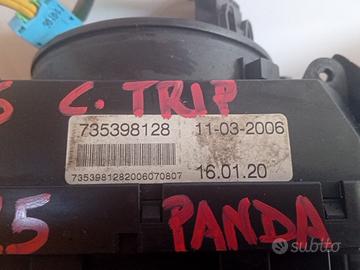 C. TRIP
735398128 11-03-2006
7353981282006070807 16.01.20
PANDA
subito